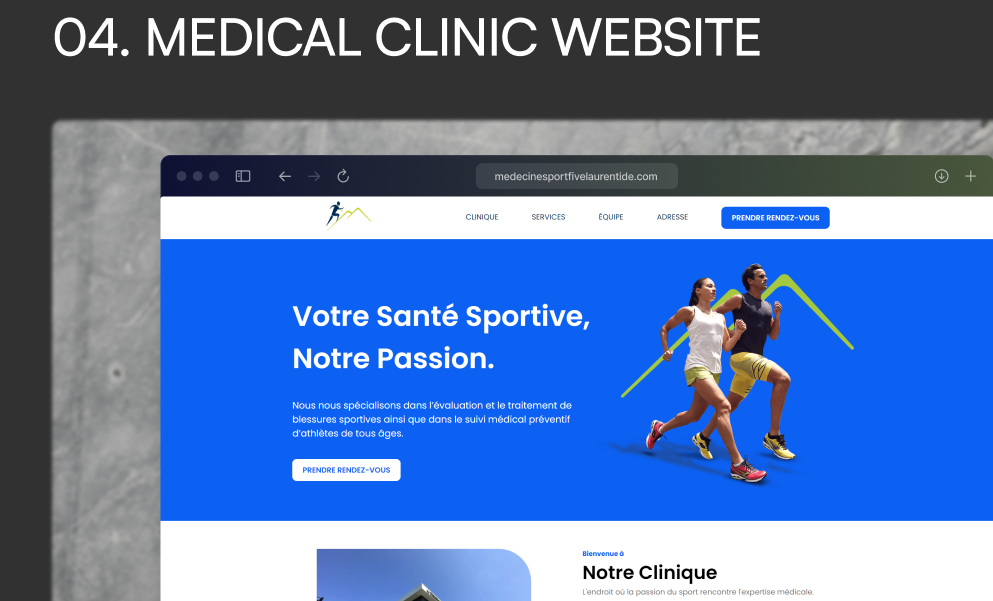 04. MEDICAL CLINIC WEBSITE
medecinesportfivelaurentide.com
CLINIQUE SERVICES ÉQUIPE ADRESSE PRENDRE RENDEZ-VOUS
Votre Santé Sportive,
Notre Passion.
Nous nous spécialisons dans l'évaluation et le traitement de
blessures sportives ainsi que dans le suivi médical préventif
d'athlètes de tous âges.
PRENDRE RENDEZ-VOUS
Bienvenue à
Notre Clinique
L'endroit où la passion du sport rencontre l'expertise médicale.